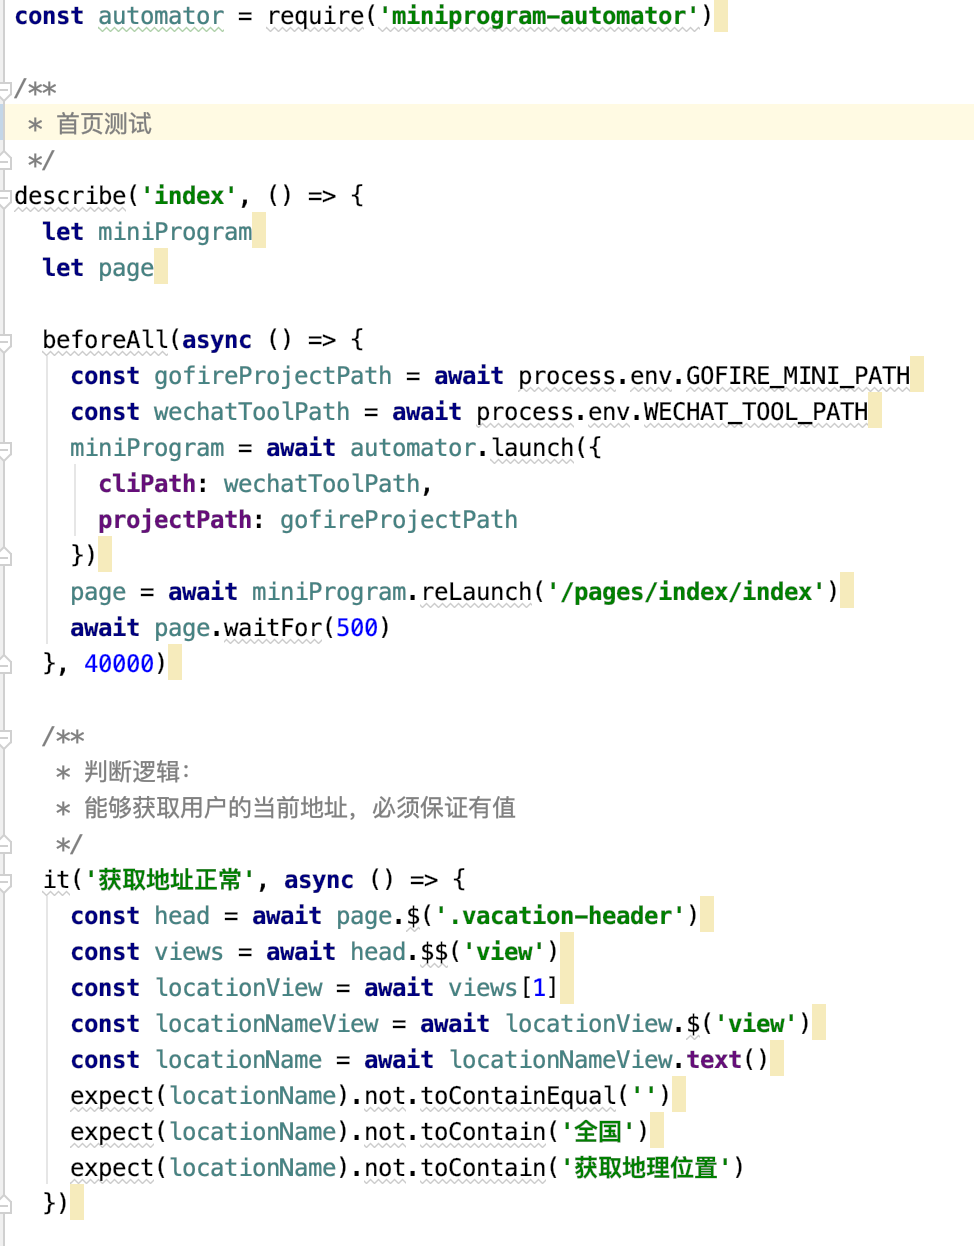 const automator = require('miniprogram-automator')
/**
* 首页测试
*/
describe('index', () => {
let miniProgram
let page
beforeAll(async () => {
const gofireProjectPath = await process.env.GOFIRE_MINI_PATH
const wechatToolPath = await process.env.WECHAT_TOOL_PATH
miniProgram = await automator.launch({
cliPath: wechatToolPath,
projectPath: gofireProjectPath
})
page = await miniProgram.reLaunch('/pages/index/index')
await page.waitFor(500)
}, 40000)
/**
* 判断逻辑：
* 能够获取用户的当前地址，必须保证有值
*/
it('获取地址正常', async () => {
const head = await page.$('.vacation-header')
const views = await head.$$('view')
const locationView = await views[1]
const locationNameView = await locationView.$('view')
const locationName = await locationNameView.text()
expect(locationName).not.toContainEqual('')
expect(locationName).not.toContain('全国')
expect(locationName).not.toContain('获取地理位置')
})